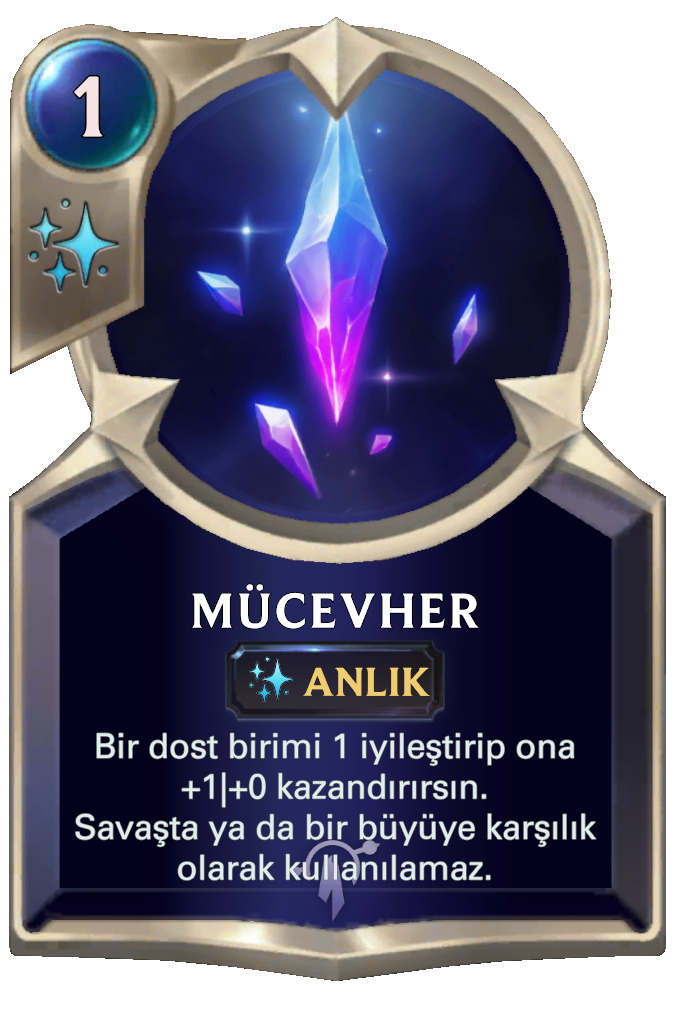 1
MÜCEVHER
ANLIK
Bir dost birimi 1 iyileştirip ona
+1|+0 kazandırırsın.
Savaşta ya da bir büyüye karşılık
olarak kullanılamaz.